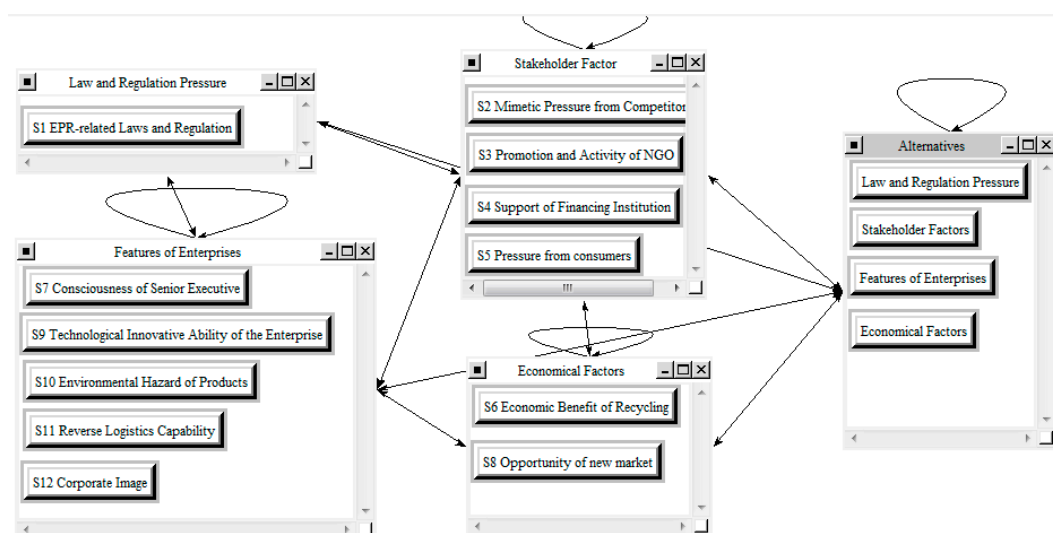 Law and Regulation Pressure
S1 EPR-related Laws and Regulation
Features of Enterprises
S7 Consciousness of Senior Executive
S9 Technological Innovative Ability of the Enterprise
S10 Environmental Hazard of Products
S11 Reverse Logistics Capability
S12 Corporate Image
Stakeholder Factor
S2 Mimetic Pressure from Competitor
S3 Promotion and Activity of NGO
S4 Support of Financing Institution
S5 Pressure from consumers
Economical Factors
S6 Economic Benefit of Recycling
S8 Opportunity of new market
Alternatives
Law and Regulation Pressure
Stakeholder Factors
Features of Enterprises
Economical Factors